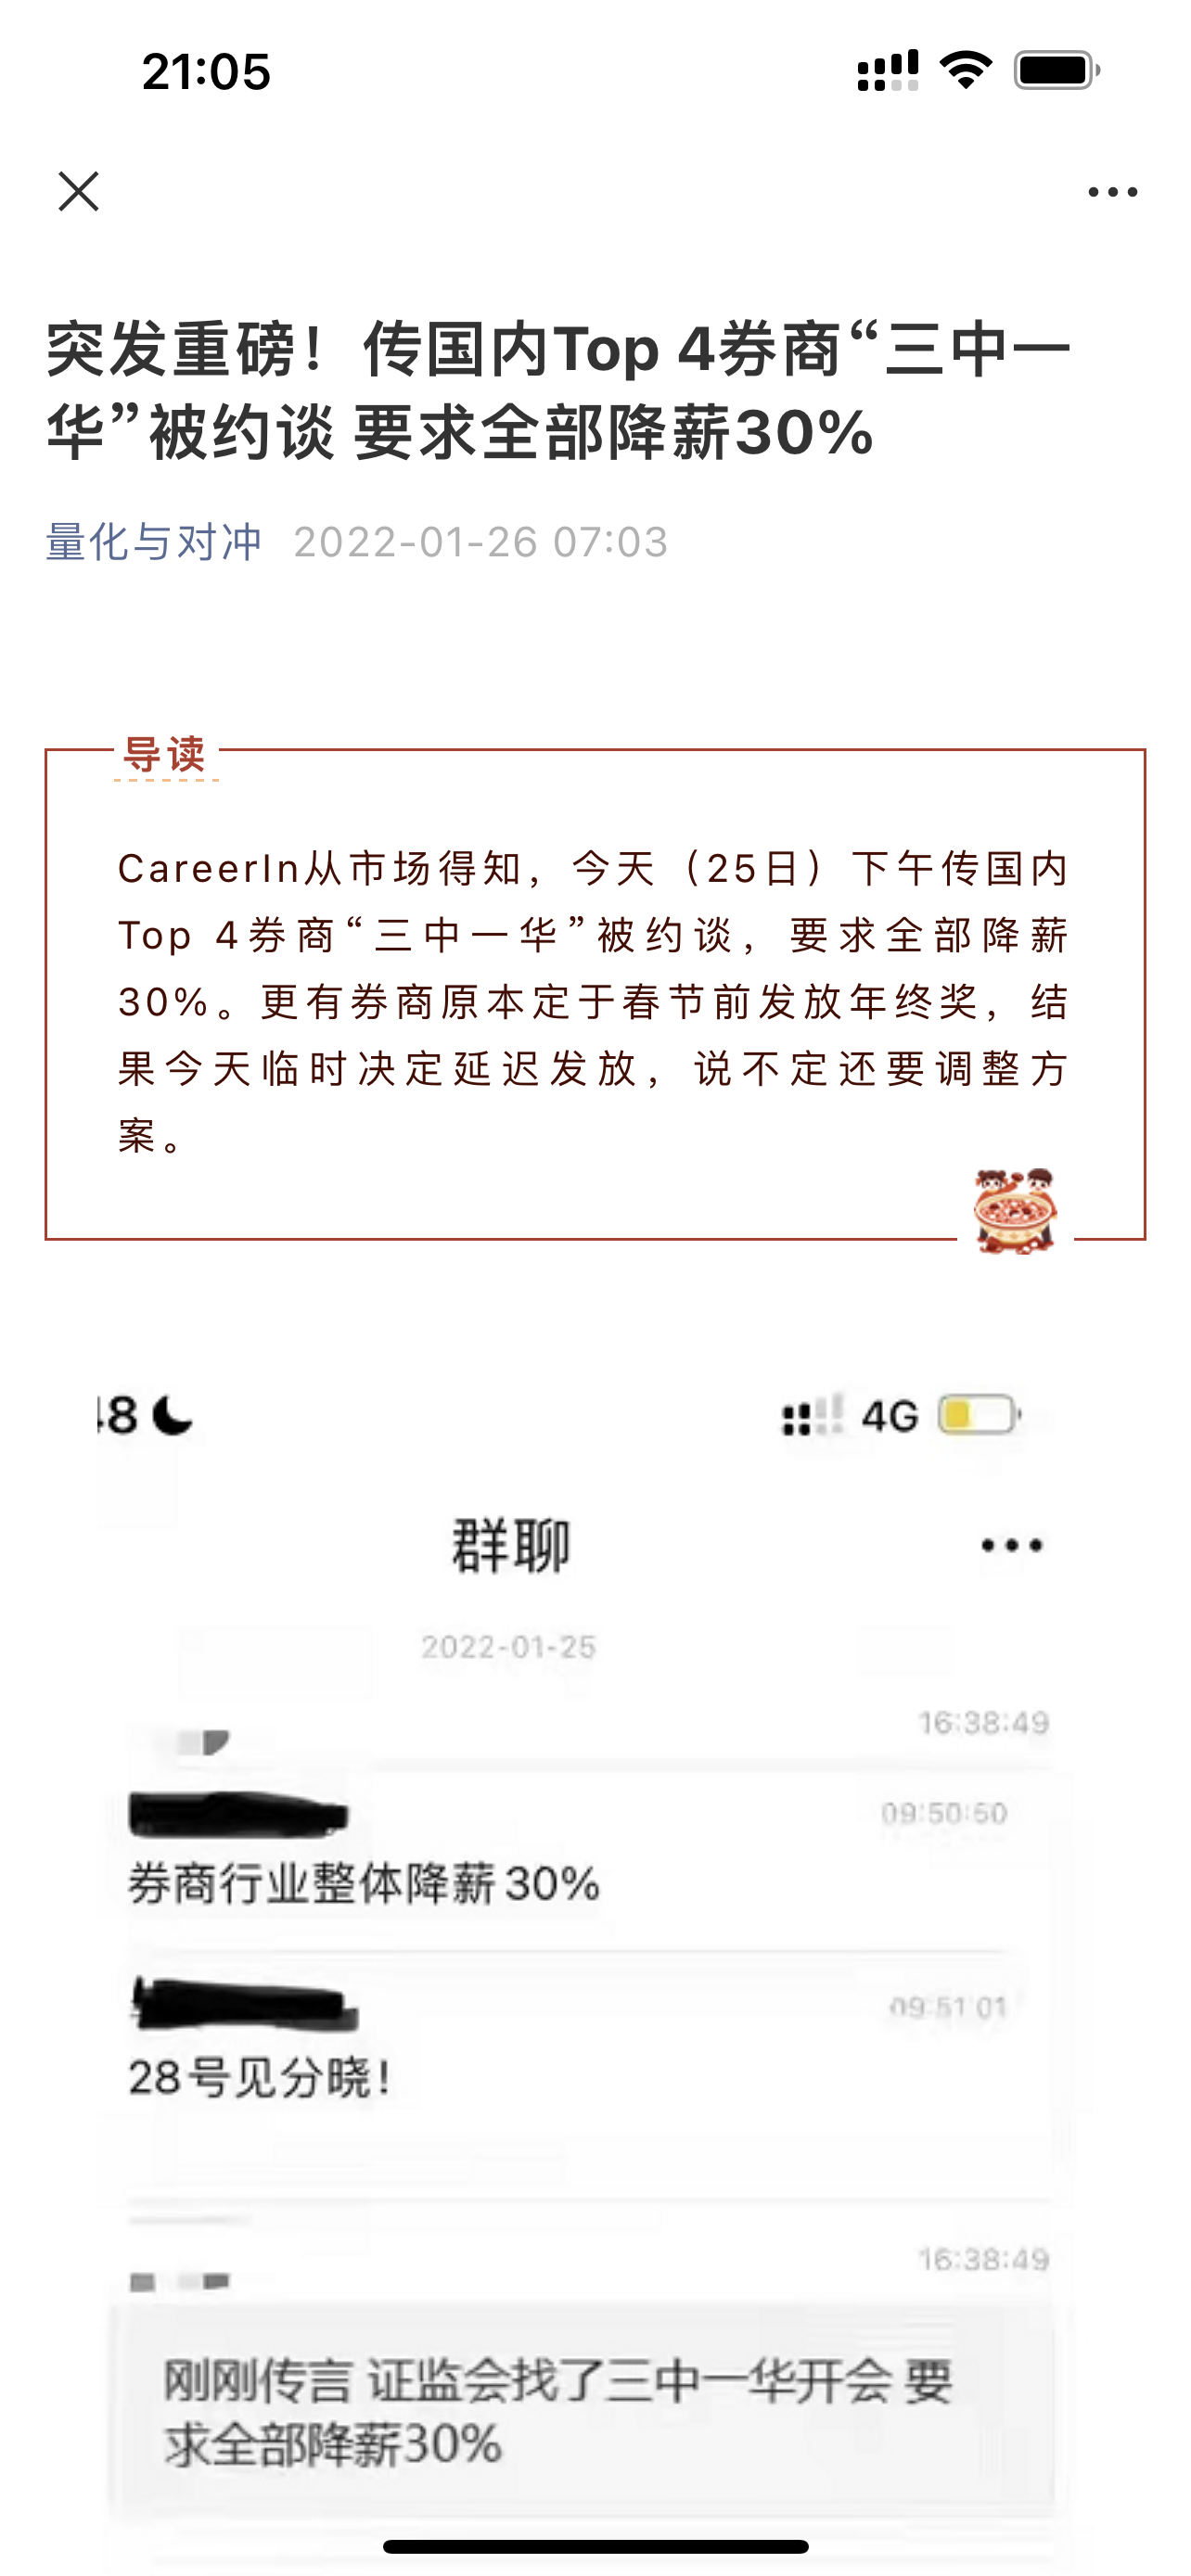 21:05
突发重磅！传国内Top 4券商“三中一
华”被约谈 要求全部降薪30%
量化与对冲 2022-01-26 07:03
导读
CareerIn从市场得知，今天（25日）下午传国内
Top 4券商“三中一华”被约谈，要求全部降薪
30%。更有券商原本定于春节前发放年终奖，结
果今天临时决定延迟发放，说不定还要调整方
案。
48 4G
群聊
2022-01-25
16:38:49
09:50:50
券商行业整体降薪30%
09:51:01
28号见分晓！
16:38:49
刚刚传言 证监会找了三中一华开会 要
求全部降薪30%